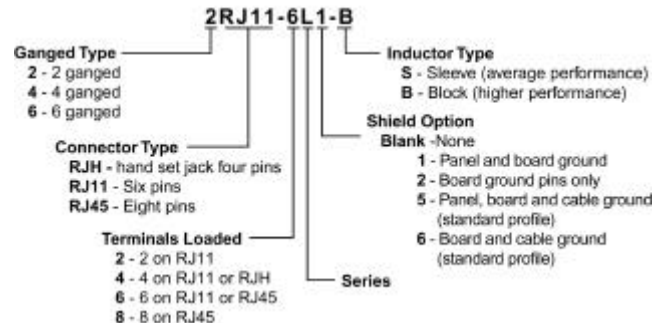 2RJ11-6L1-B
Ganged Type
2 - 2 ganged
4 - 4 ganged
6 - 6 ganged
Connector Type
RJH - hand set jack four pins
RJ11 - Six pins
RJ45 - Eight pins
Terminals Loaded
2 - 2 on RJ11
4 - 4 on RJ11 or RJH
6 - 6 on RJ11 or RJ45
8 - 8 on RJ45
Series
Inductor Type
S - Sleeve (average performance)
B - Block (higher performance)
Shield Option
Blank -None
1 - Panel and board ground
2 - Board ground pins only
5 - Panel, board and cable ground
(standard profile)
6 - Board and cable ground
(standard profile)